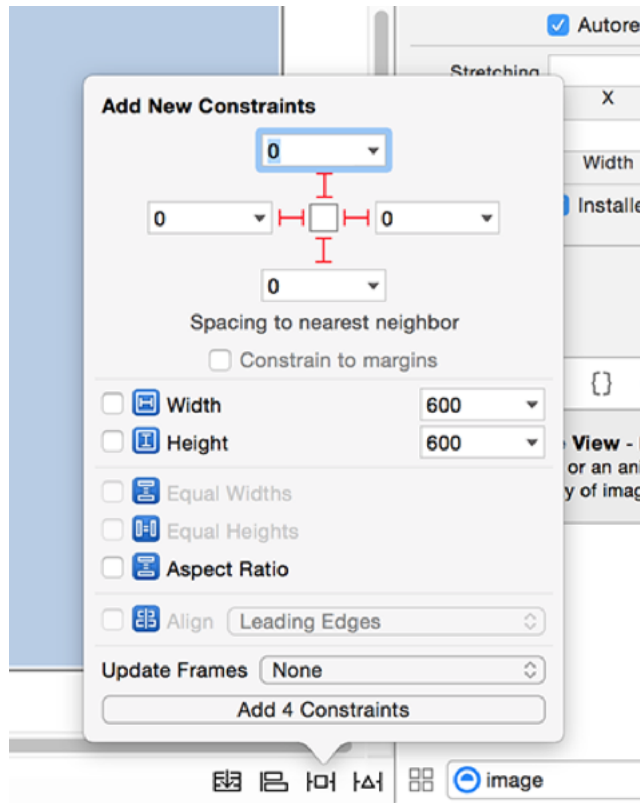 Autore
Stretching
Add New Constraints
X
0
Width
0
0
Installe
0
Spacing to nearest neighbor
Constrain to margins
{}
Width
600
Height
600
View -
or an ani
y of imag
Equal Widths
Equal Heights
Aspect Ratio
Align
Leading Edges
Update Frames
None
Add 4 Constraints
image